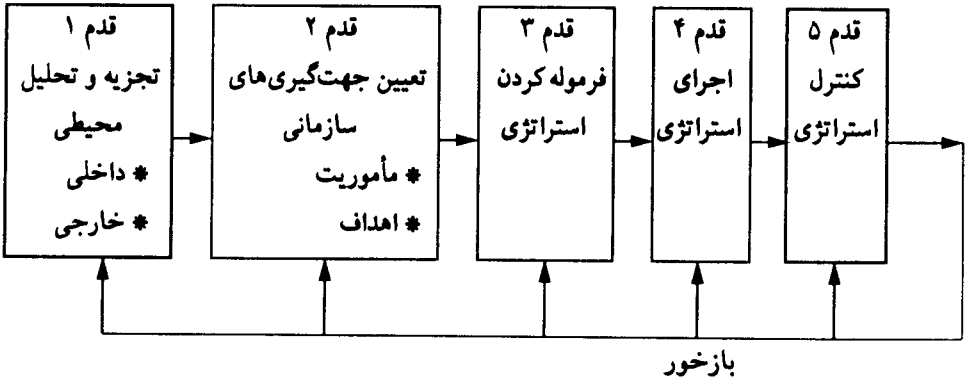 قدم ۱
تجزیه و تحلیل
محیطی
* داخلی
* خارجی
قدم ۲
تعیین جهت‌گیری‌های
سازمانی
* مأموریت
* اهداف
قدم ۳
فرموله کردن
استراتژی
قدم ۴
اجرای
استراتژی
قدم ۵
کنترل
استراتژی
بازخور